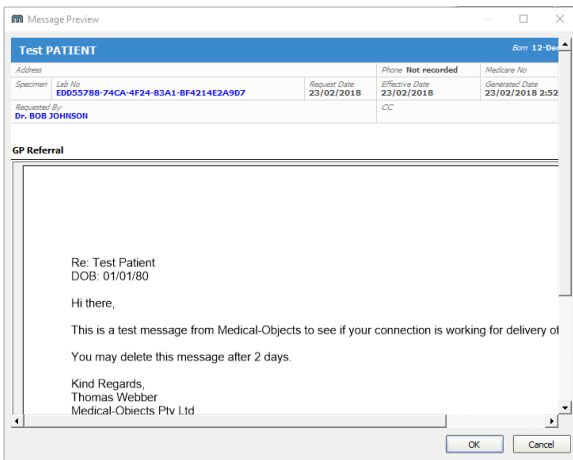 Message Preview
Test PATIENT Born 12-Dec
Address Phone Not recorded Medicare No
Specimen Lab No Request Date Effective Date Generated Date
EDD55788-74CA-4F24-83A1-BF4214E2A9D7 23/02/2018 23/02/2018 23/02/2018 2:52
Requested By CC
Dr. BOB JOHNSON
GP Referral
Re: Test Patient
DOB: 01/01/80
Hi there,
This is a test message from Medical-Objects to see if your connection is working for delivery of
You may delete this message after 2 days.
Kind Regards,
Thomas Webber
Medical-Objects Pty Ltd
OK Cancel